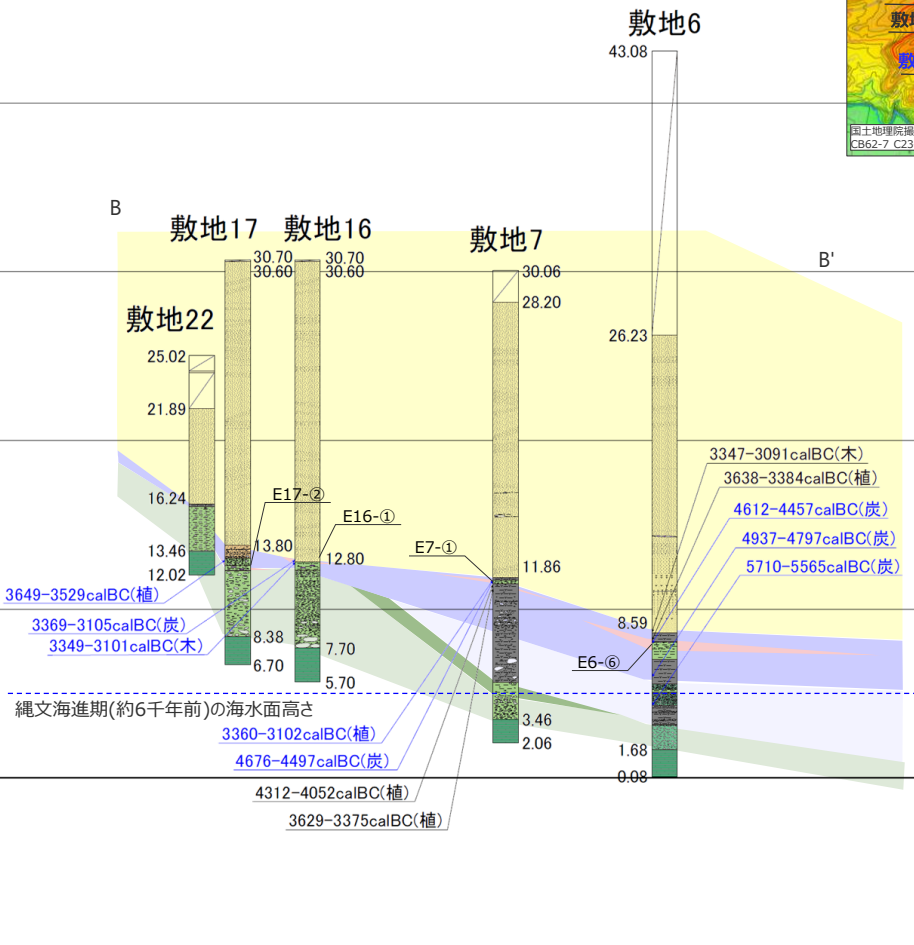 敷地6
43.08
敷地
敷
国土地理院撮
CB62-7 C23
B
敷地17
敷地16
敷地7
B'
30.70
30.60
30.70
30.60
30.06
28.20
敷地22
25.02
26.23
21.89
3347-3091calBC(木)
3638-3384calBC(植)
16.24
E17-②
E16-①
4612-4457calBC(炭)
13.80
4937-4797calBC(炭)
13.46
12.80
E7-①
11.86
5710-5565calBC(炭)
12.02
3649-3529calBC(植)
3369-3105calBC(炭)
8.59
8.38
3349-3101calBC(木)
7.70
E6-⑥
6.70
5.70
縄文海進期(約6千年前)の海水面高さ
3.46
3360-3102calBC(植)
2.06
1.68
4676-4497calBC(炭)
0.08
4312-4052calBC(植)
3629-3375calBC(植)